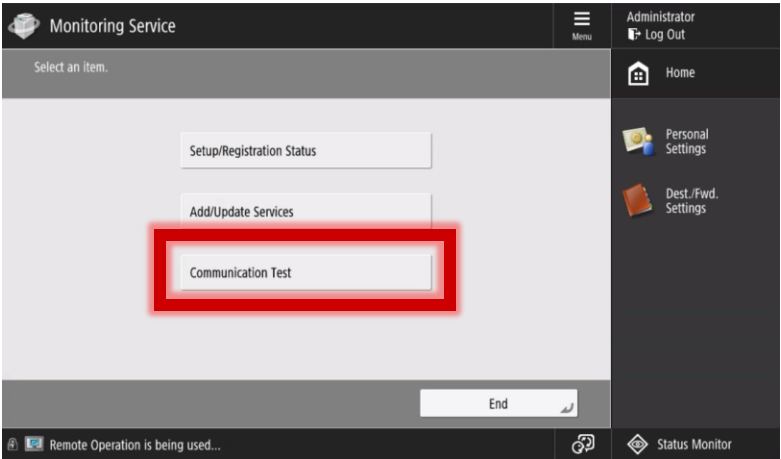 Monitoring Service
Menu
Administrator
Log Out
Select an item.
Home
Setup/Registration Status
Personal
Settings
Add/Update Services
Dest./Fwd.
Settings
Communication Test
End
Remote Operation is being used...
Status Monitor